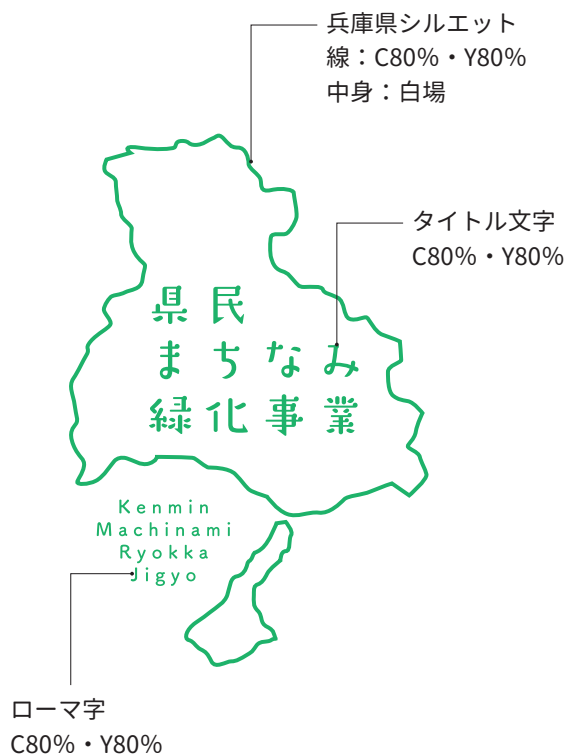 兵庫県シルエット
線：C80%・Y80%
中身：白場
タイトル文字
C80%・Y80%
県民
まちなみ
緑化事業
Kenmin
Machinami
Ryokka
Jigyo
ローマ字
C80%・Y80%